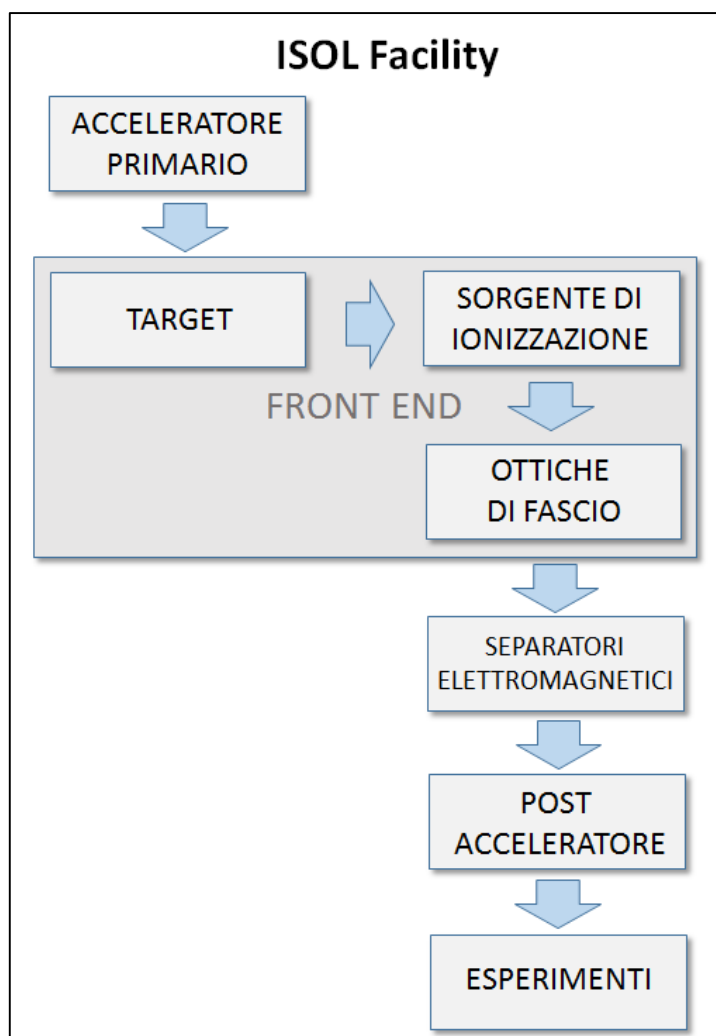 ISOL Facility
ACCELERATORE
PRIMARIO
TARGET
SORGENTE DI
IONIZZAZIONE
FRONT END
OTTICHE
DI FASCIO
SEPARATORI
ELETTROMAGNETICI
POST
ACCELERATORE
ESPERIMENTI